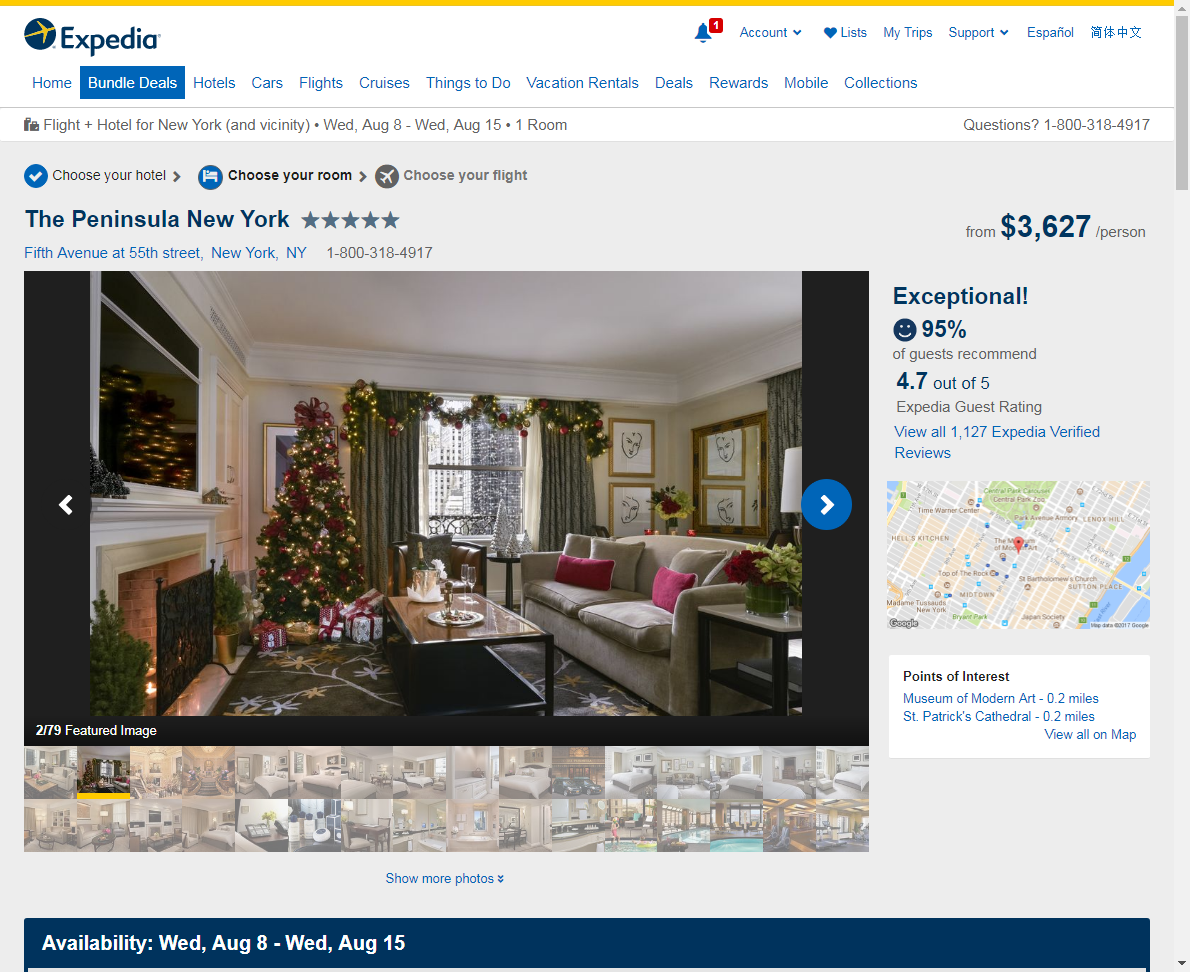 Expedia
1
Account
Lists
My Trips
Support
Español
简体中文
Home
Bundle Deals
Hotels
Cars
Flights
Cruises
Things to Do
Vacation Rentals
Deals
Rewards
Mobile
Collections
Flight + Hotel for New York (and vicinity) • Wed, Aug 8 - Wed, Aug 15 • 1 Room
Questions? 1-800-318-4917
Choose your hotel
Choose your room
Choose your flight
The Peninsula New York
from $3,627 /person
Fifth Avenue at 55th street, New York, NY 1-800-318-4917
Exceptional!
95%
of guests recommend
4.7 out of 5
Expedia Guest Rating
View all 1,127 Expedia Verified
Reviews
Central Park Carousel
Central Park Zoo
Time Warner Center
Park Avenue Armory
LENOX HILL
HELL'S KITCHEN
The Museum
of Modern Art
Top of The Rock
St Bartholomew's Church
SUTTON PLACE
MIDTOWN
Madame Tussauds
New York
Bryant Park
Japan Society
Google
Map data ©2017 Google
Points of Interest
Museum of Modern Art - 0.2 miles
St. Patrick's Cathedral - 0.2 miles
View all on Map
2/79 Featured Image
Show more photos
Availability: Wed, Aug 8 - Wed, Aug 15